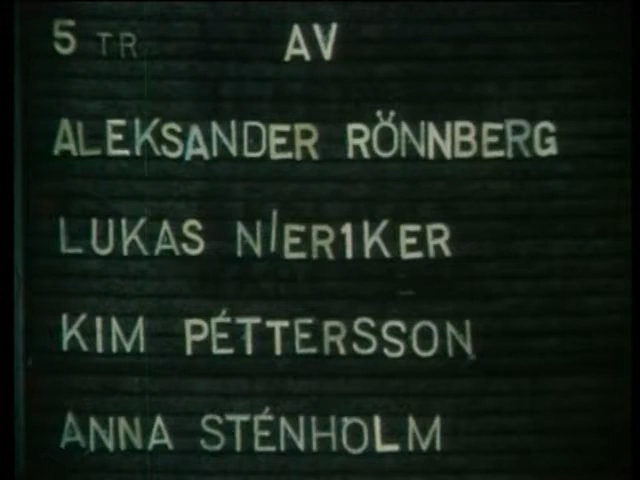 5 TR AV
ALEKSANDER RÖNNBERG
LUKAS N/ER1KER
KIM PÉTTERSSON
ANNA STÉNHOLM